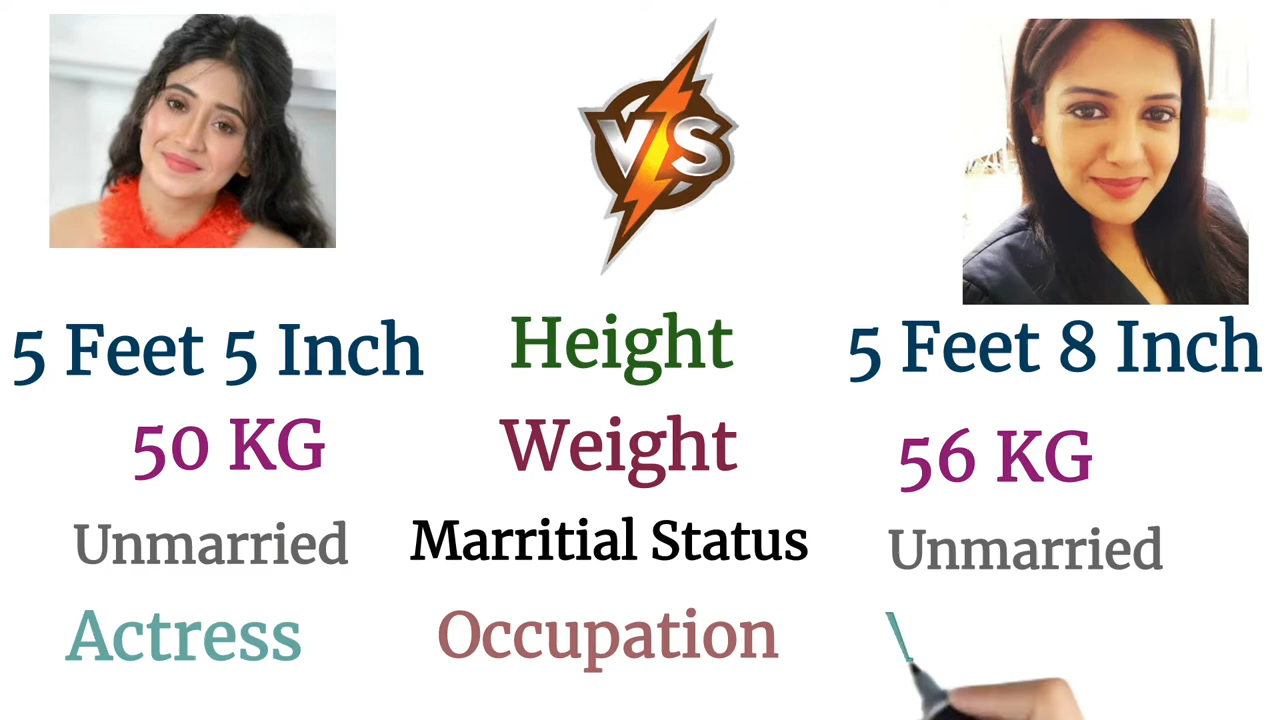 VS
5 Feet 5 Inch Height 5 Feet 8 Inch
50 KG Weight 56 KG
Unmarried Marritial Status Unmarried
Actress Occupation